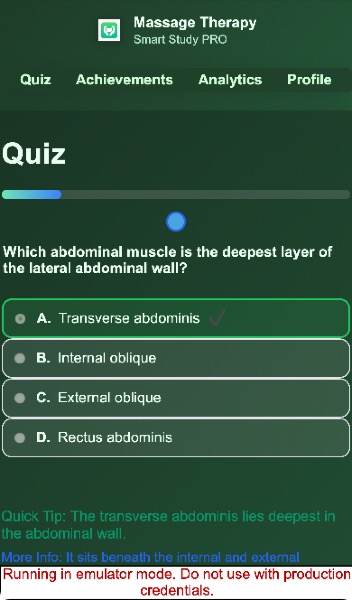 Massage Therapy
Smart Study PRO
Quiz Achievements Analytics Profile
Quiz
Which abdominal muscle is the deepest layer of
the lateral abdominal wall?
A. Transverse abdominis ✓
B. Internal oblique
C. External oblique
D. Rectus abdominis
Quick Tip: The transverse abdominis lies deepest in
the abdominal wall.
More Info: It sits beneath the internal and external
Running in emulator mode. Do not use with production
credentials.